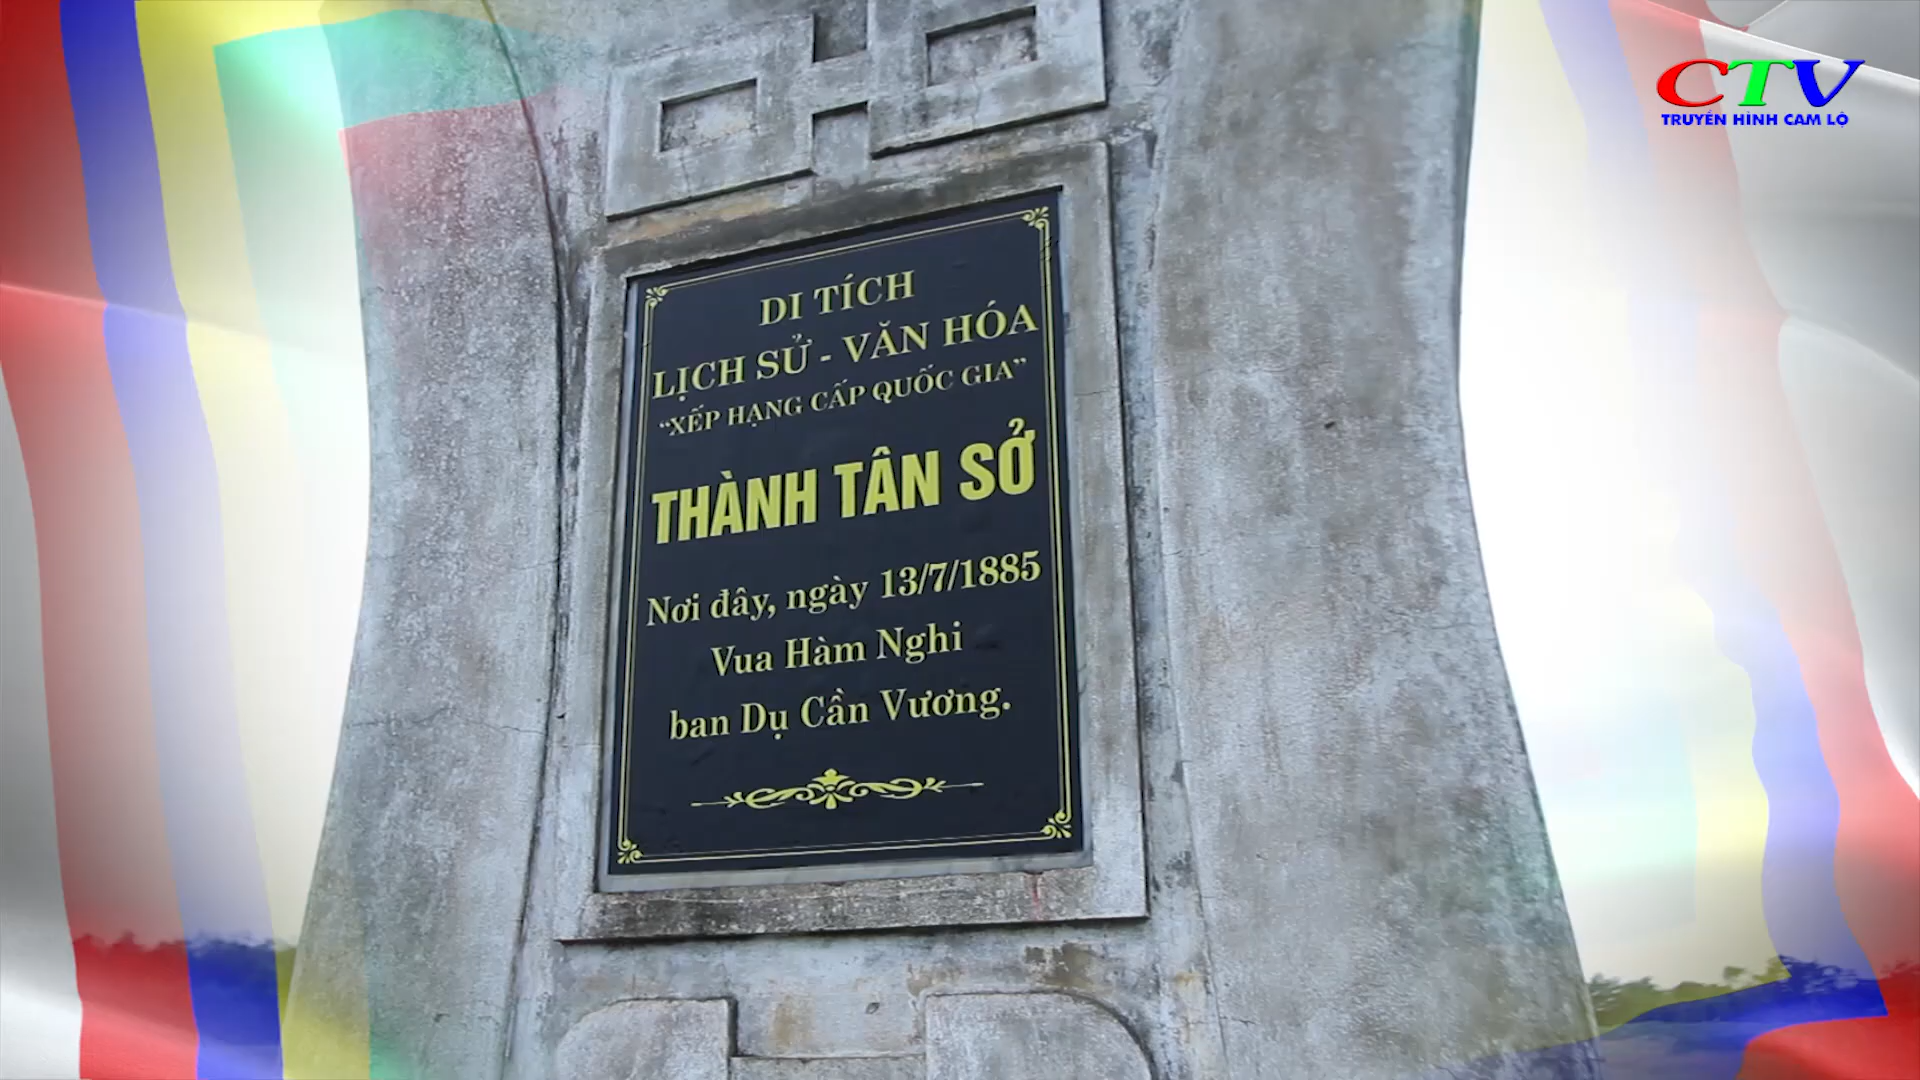 CTV
TRUYỀN HÌNH CAM LỘ
DI TÍCH
LỊCH SỬ - VĂN HÓA
“XẾP HẠNG CẤP QUỐC GIA”
THÀNH TÂN SỞ
Nơi đây, ngày 13/7/1885
Vua Hàm Nghi
ban Dụ Cần Vương.